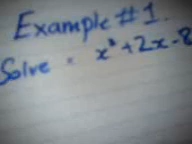 Example #1.
Solve : x² + 2x - 8